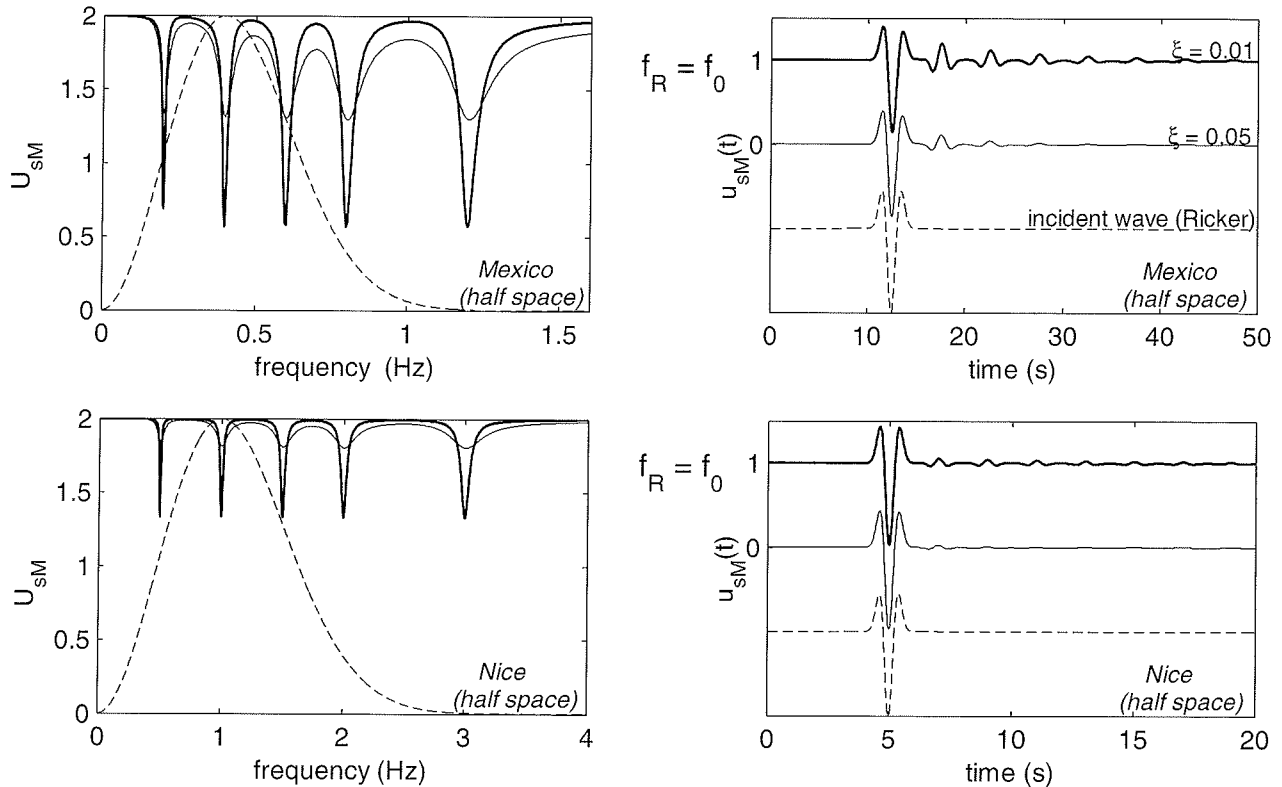 2
1.5
1
0.5
0
U_sM
0
0.5
1
1.5
frequency (Hz)
Mexico
(half space)
f_R = f_0
1
0
u_sM(t)
ξ = 0.01
ξ = 0.05
incident wave (Ricker)
Mexico
(half space)
0
10
20
30
40
50
time (s)
2
1.5
1
0.5
0
U_sM
0
1
2
3
4
frequency (Hz)
Nice
(half space)
f_R = f_0
1
0
u_sM(t)
Nice
(half space)
0
5
10
15
20
time (s)